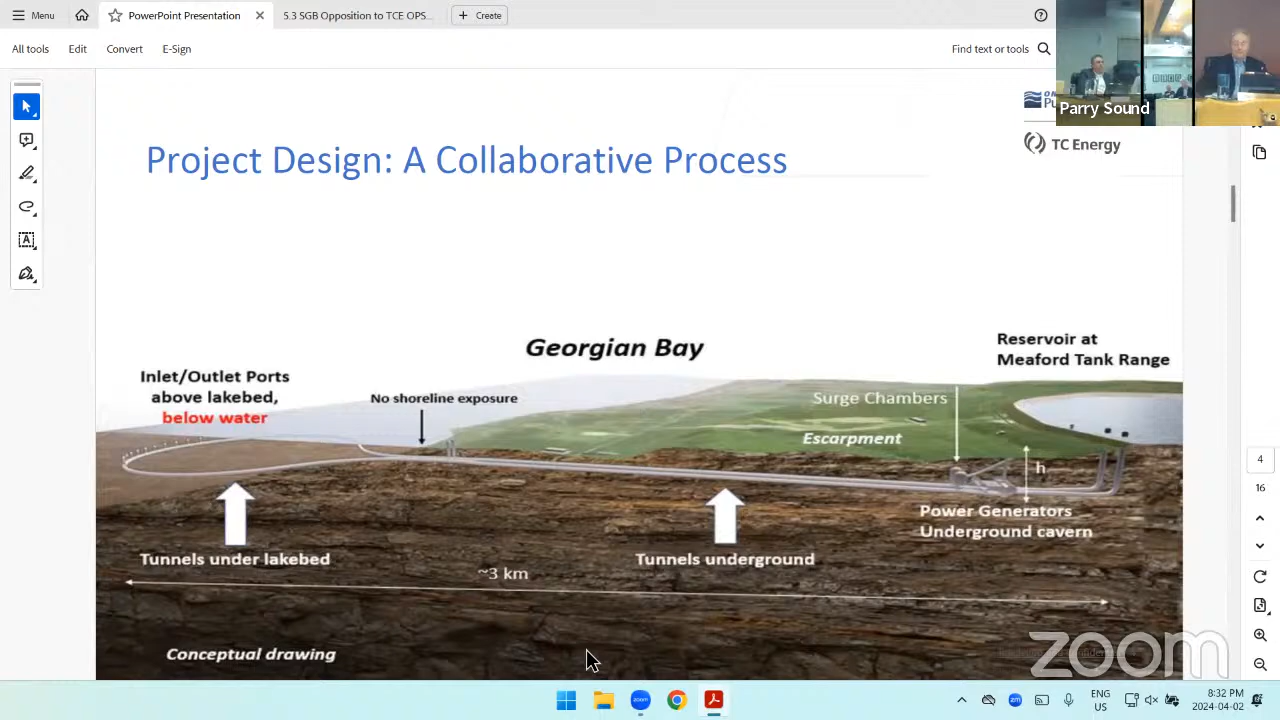 Menu
PowerPoint Presentation
5.3 SGB Opposition to TCE OPS...
Create
All tools
Edit
Convert
E-Sign
Find text or tools
Parry Sound
TC Energy
Project Design: A Collaborative Process
Georgian Bay
Reservoir at
Meaford Tank Range
Inlet/Outlet Ports
above lakebed,
below water
No shoreline exposure
Surge Chambers
Escarpment
h
Power Generators
Underground cavern
Tunnels under lakebed
Tunnels underground
~3 km
Conceptual drawing
4
16
zoom
zoom
zm
ENG
US
8:32 PM
2024-04-02